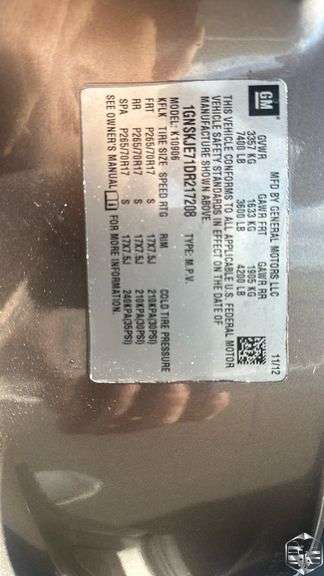 GM
MFD BY GENERAL MOTORS LLC 11/12
GVWR GAWR FRT GAWR RR
3357 KG 1633 KG 1905 KG
7400 LB 3600 LB 4200 LB
THIS VEHICLE CONFORMS TO ALL APPLICABLE U.S. FEDERAL MOTOR
VEHICLE SAFETY STANDARDS IN EFFECT ON THE DATE OF
MANUFACTURE SHOWN ABOVE.
1GNSKJE71DR217208 TYPE: M.P.V.
MODEL: K10906
KFLK TIRE SIZE SPEED RTG RIM COLD TIRE PRESSURE
FRT P265/70R17 S 17X7.5J 210KPA(30PSI)
RR P265/70R17 S 17X7.5J 210KPA(30PSI)
SPA P265/70R17 S 17X7.5J 240KPA(35PSI)
SEE OWNER'S MANUAL FOR MORE INFORMATION